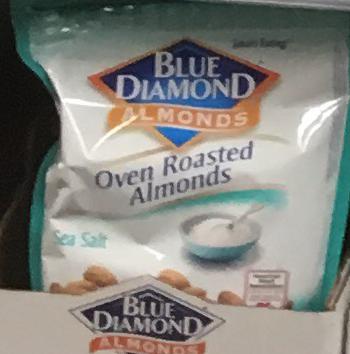 BLUE
DIAMOND
ALMONDS
Oven Roasted
Almonds
Sea Salt
BLUE
DIAMOND
ALMONDS